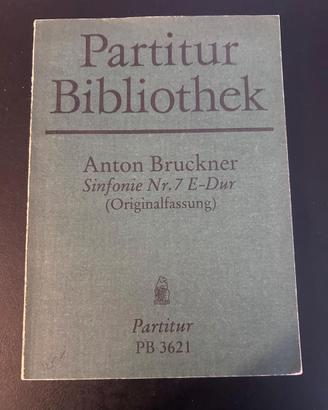 Partitur
Bibliothek
Anton Bruckner
Sinfonie Nr. 7 E-Dur
(Originalfassung)
Partitur
PB 3621